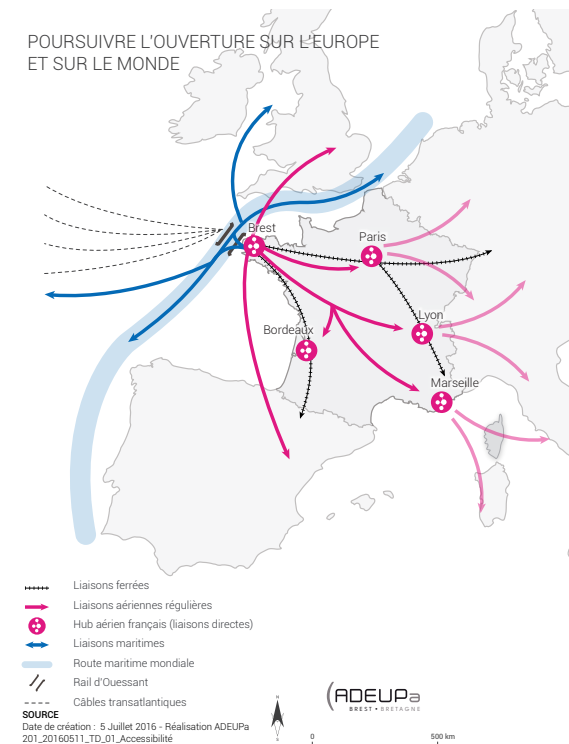 POURSUIVRE L'OUVERTURE SUR L'EUROPE
ET SUR LE MONDE
Brest
Paris
Lyon
Bordeaux
Marseille
Liaisons ferrées
Liaisons aériennes régulières
Hub aérien français (liaisons directes)
Liaisons maritimes
Route maritime mondiale
Rail d'Ouessant
Câbles transatlantiques
SOURCE
Date de création : 5 Juillet 2016 - Réalisation ADEUPa
201_20160511_TD_01_Accessibilité
N
S
ADEUPa
BREST • BRETAGNE
0 500 km